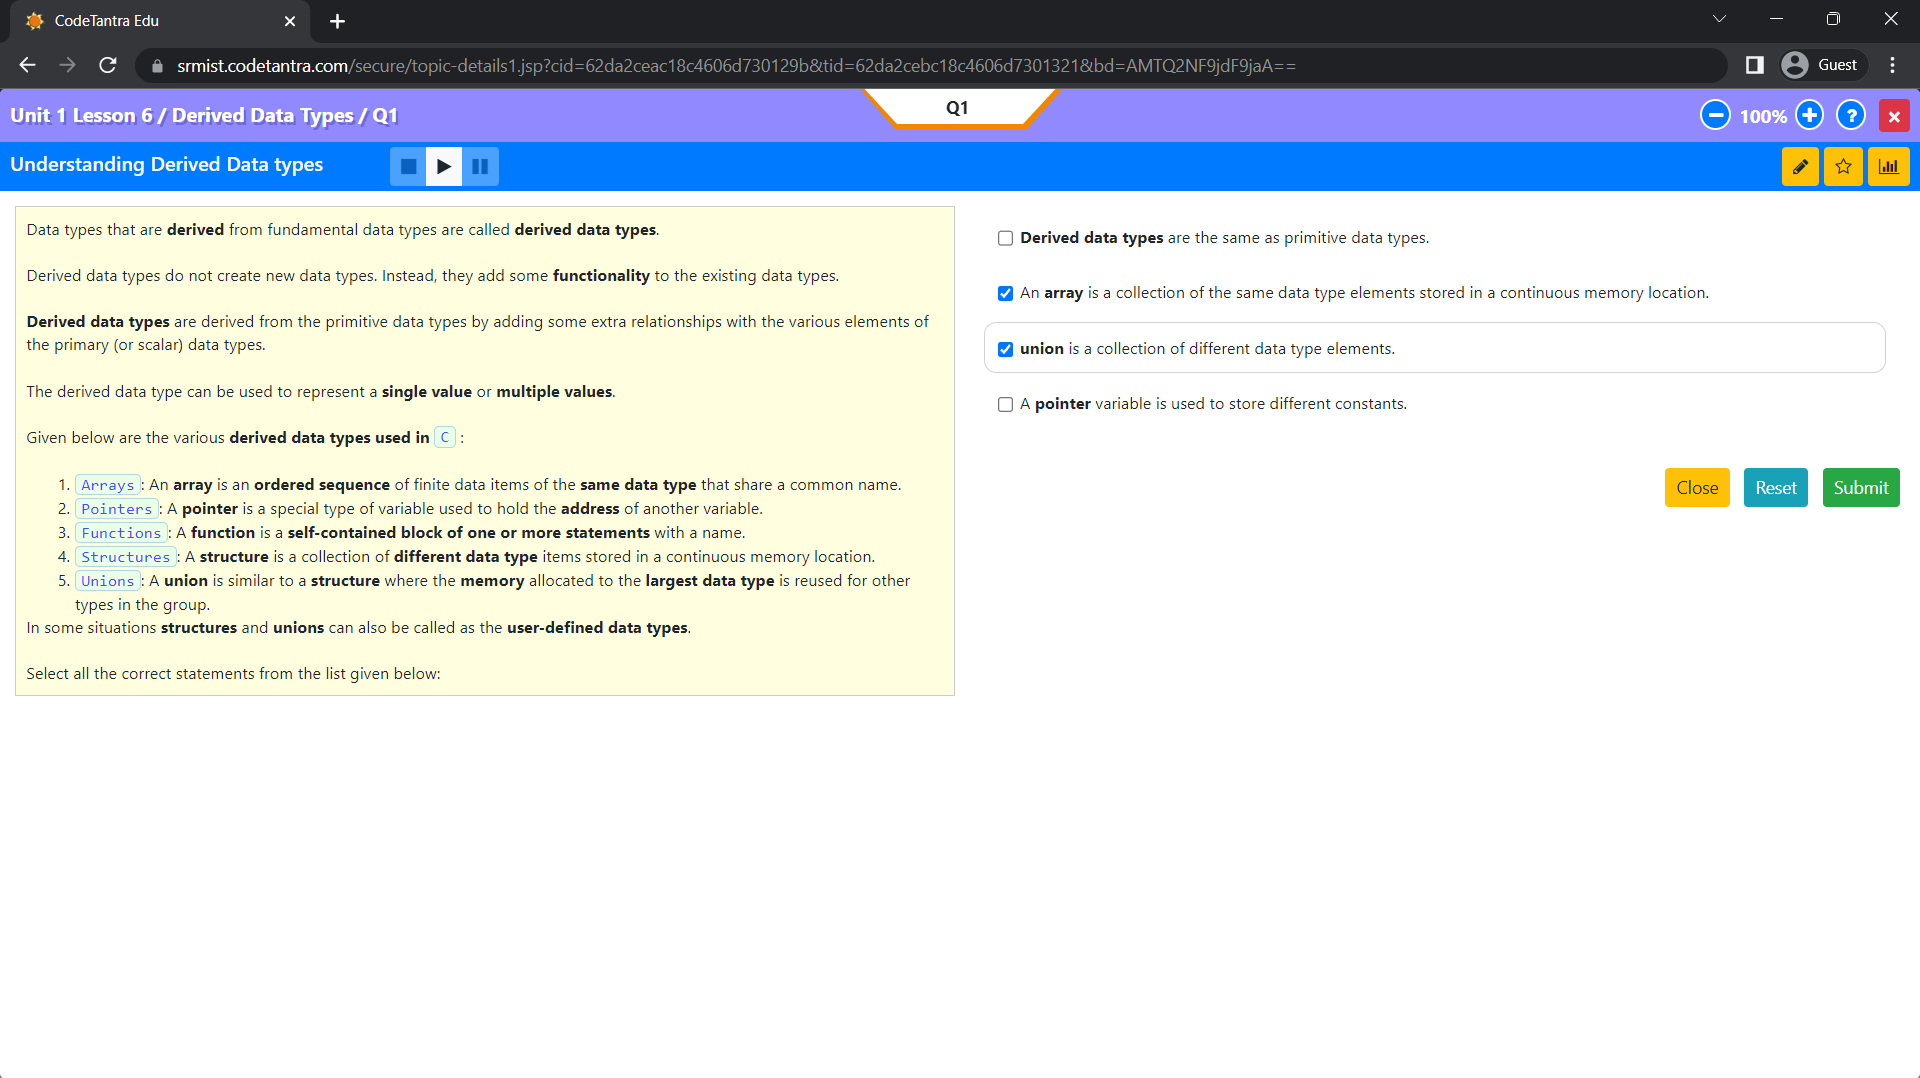 CodeTantra Edu
srmist.codetantra.com/secure/topic-details1.jsp?cid=62da2ceac18c4606d730129b&tid=62da2cebc18c4606d7301321&bd=AMTQ2NF9jdF9jaA==
Guest
Unit 1 Lesson 6 / Derived Data Types / Q1
Q1
100%
?
Understanding Derived Data types
Data types that are derived from fundamental data types are called derived data types.
Derived data types do not create new data types. Instead, they add some functionality to the existing data types.
Derived data types are derived from the primitive data types by adding some extra relationships with the various elements of
the primary (or scalar) data types.
The derived data type can be used to represent a single value or multiple values.
Given below are the various derived data types used in C :
1. Arrays : An array is an ordered sequence of finite data items of the same data type that share a common name.
2. Pointers : A pointer is a special type of variable used to hold the address of another variable.
3. Functions : A function is a self-contained block of one or more statements with a name.
4. Structures : A structure is a collection of different data type items stored in a continuous memory location.
5. Unions : A union is similar to a structure where the memory allocated to the largest data type is reused for other
types in the group.
In some situations structures and unions can also be called as the user-defined data types.
Select all the correct statements from the list given below:
Derived data types are the same as primitive data types.
An array is a collection of the same data type elements stored in a continuous memory location.
union is a collection of different data type elements.
A pointer variable is used to store different constants.
Close
Reset
Submit